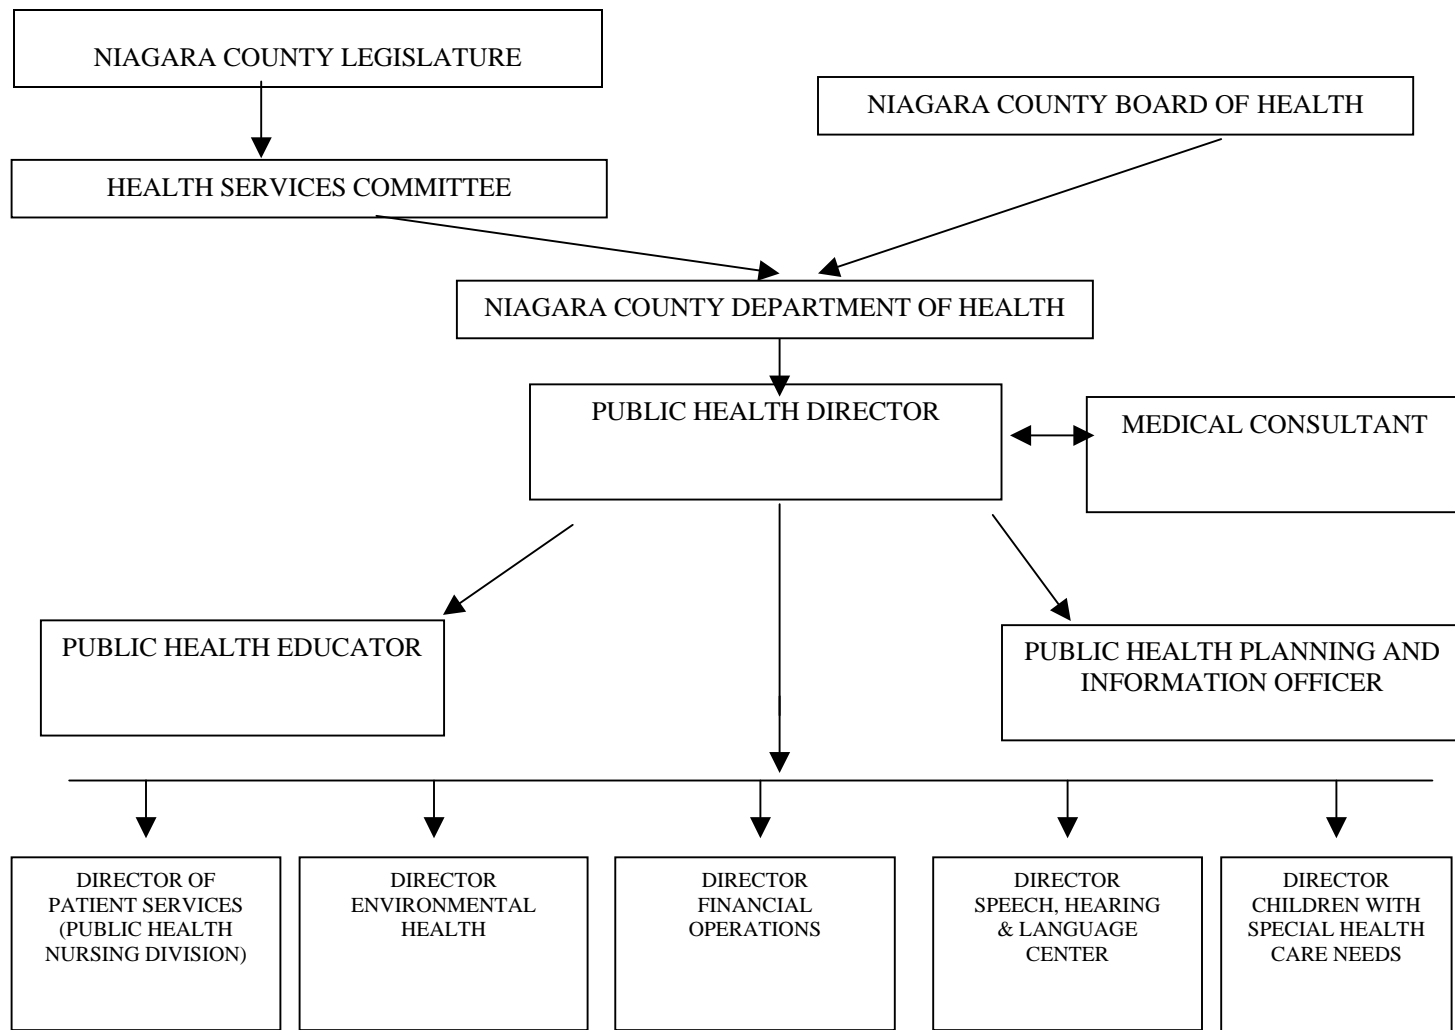 NIAGARA COUNTY LEGISLATURE
NIAGARA COUNTY BOARD OF HEALTH
HEALTH SERVICES COMMITTEE
NIAGARA COUNTY DEPARTMENT OF HEALTH
PUBLIC HEALTH DIRECTOR
MEDICAL CONSULTANT
PUBLIC HEALTH EDUCATOR
PUBLIC HEALTH PLANNING AND
INFORMATION OFFICER
DIRECTOR OF
PATIENT SERVICES
(PUBLIC HEALTH
NURSING DIVISION)
DIRECTOR
ENVIRONMENTAL
HEALTH
DIRECTOR
FINANCIAL
OPERATIONS
DIRECTOR
SPEECH, HEARING
& LANGUAGE
CENTER
DIRECTOR
CHILDREN WITH
SPECIAL HEALTH
CARE NEEDS